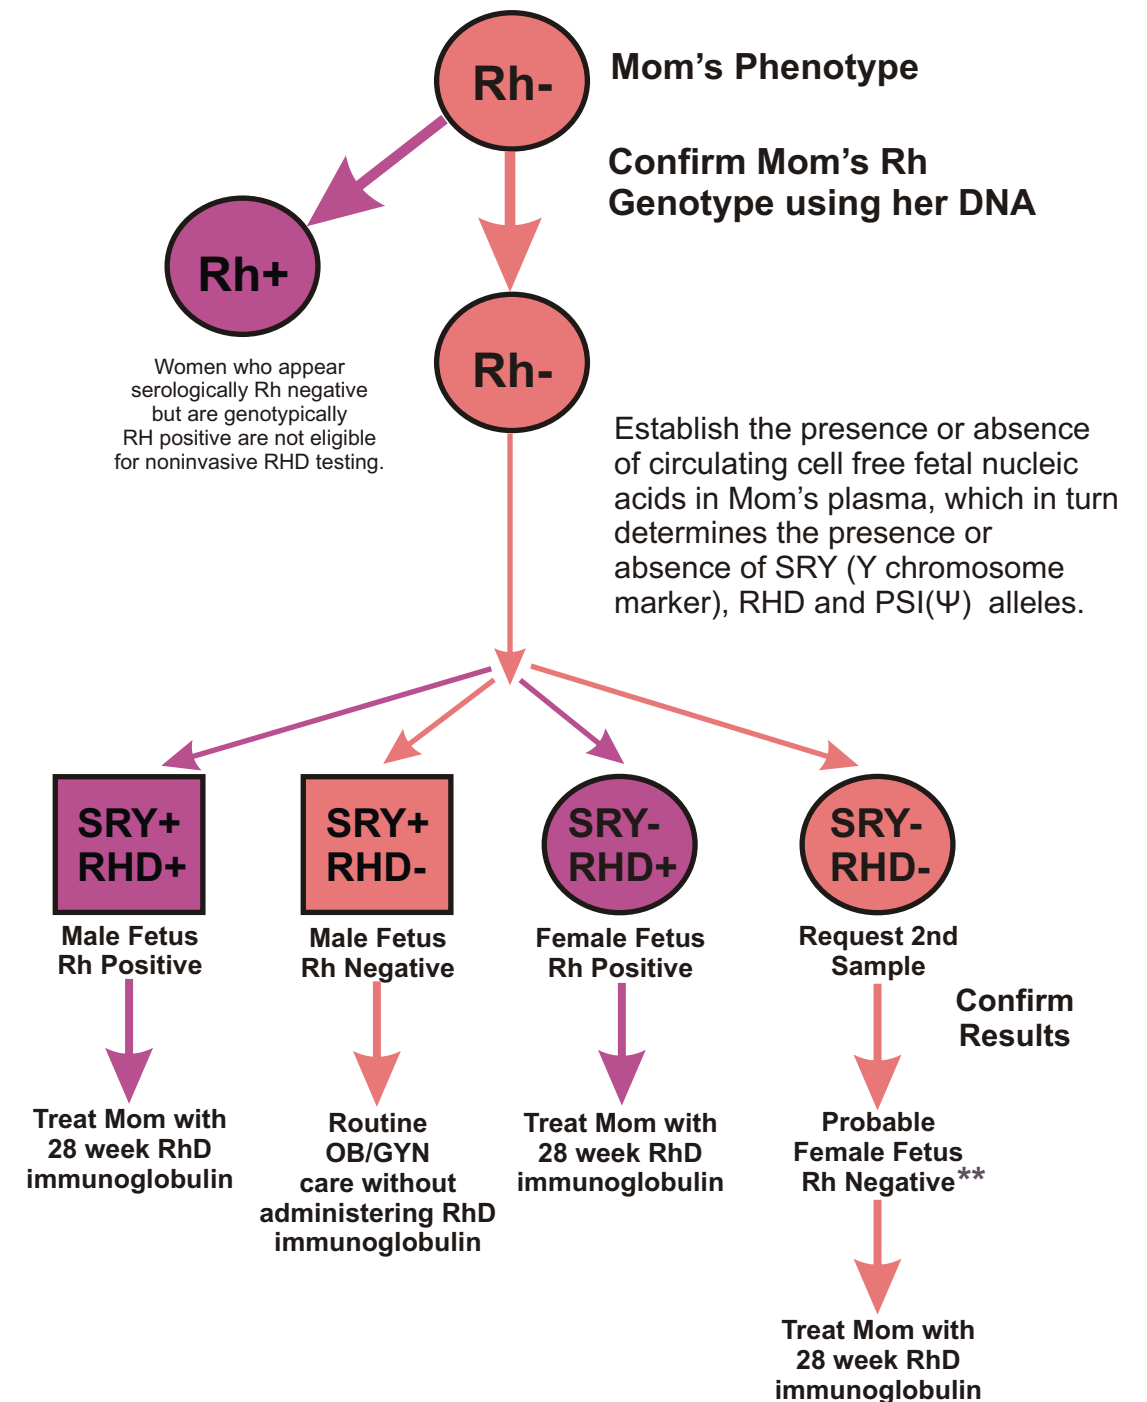 Rh-
Mom's Phenotype
Confirm Mom's Rh
Genotype using her DNA
Rh+
Women who appear
serologically Rh negative
but are genotypically
RH positive are not eligible
for noninvasive RHD testing.
Rh-
Establish the presence or absence
of circulating cell free fetal nucleic
acids in Mom's plasma, which in turn
determines the presence or
absence of SRY (Y chromosome
marker), RHD and PSI(Ψ) alleles.
SRY+
RHD+
Male Fetus
Rh Positive
Treat Mom with
28 week RhD
immunoglobulin
SRY+
RHD-
Male Fetus
Rh Negative
Routine
OB/GYN
care without
administering RhD
immunoglobulin
SRY-
RHD+
Female Fetus
Rh Positive
Treat Mom with
28 week RhD
immunoglobulin
SRY-
RHD-
Request 2nd
Sample
Confirm
Results
Probable
Female Fetus
Rh Negative**
Treat Mom with
28 week RhD
immunoglobulin